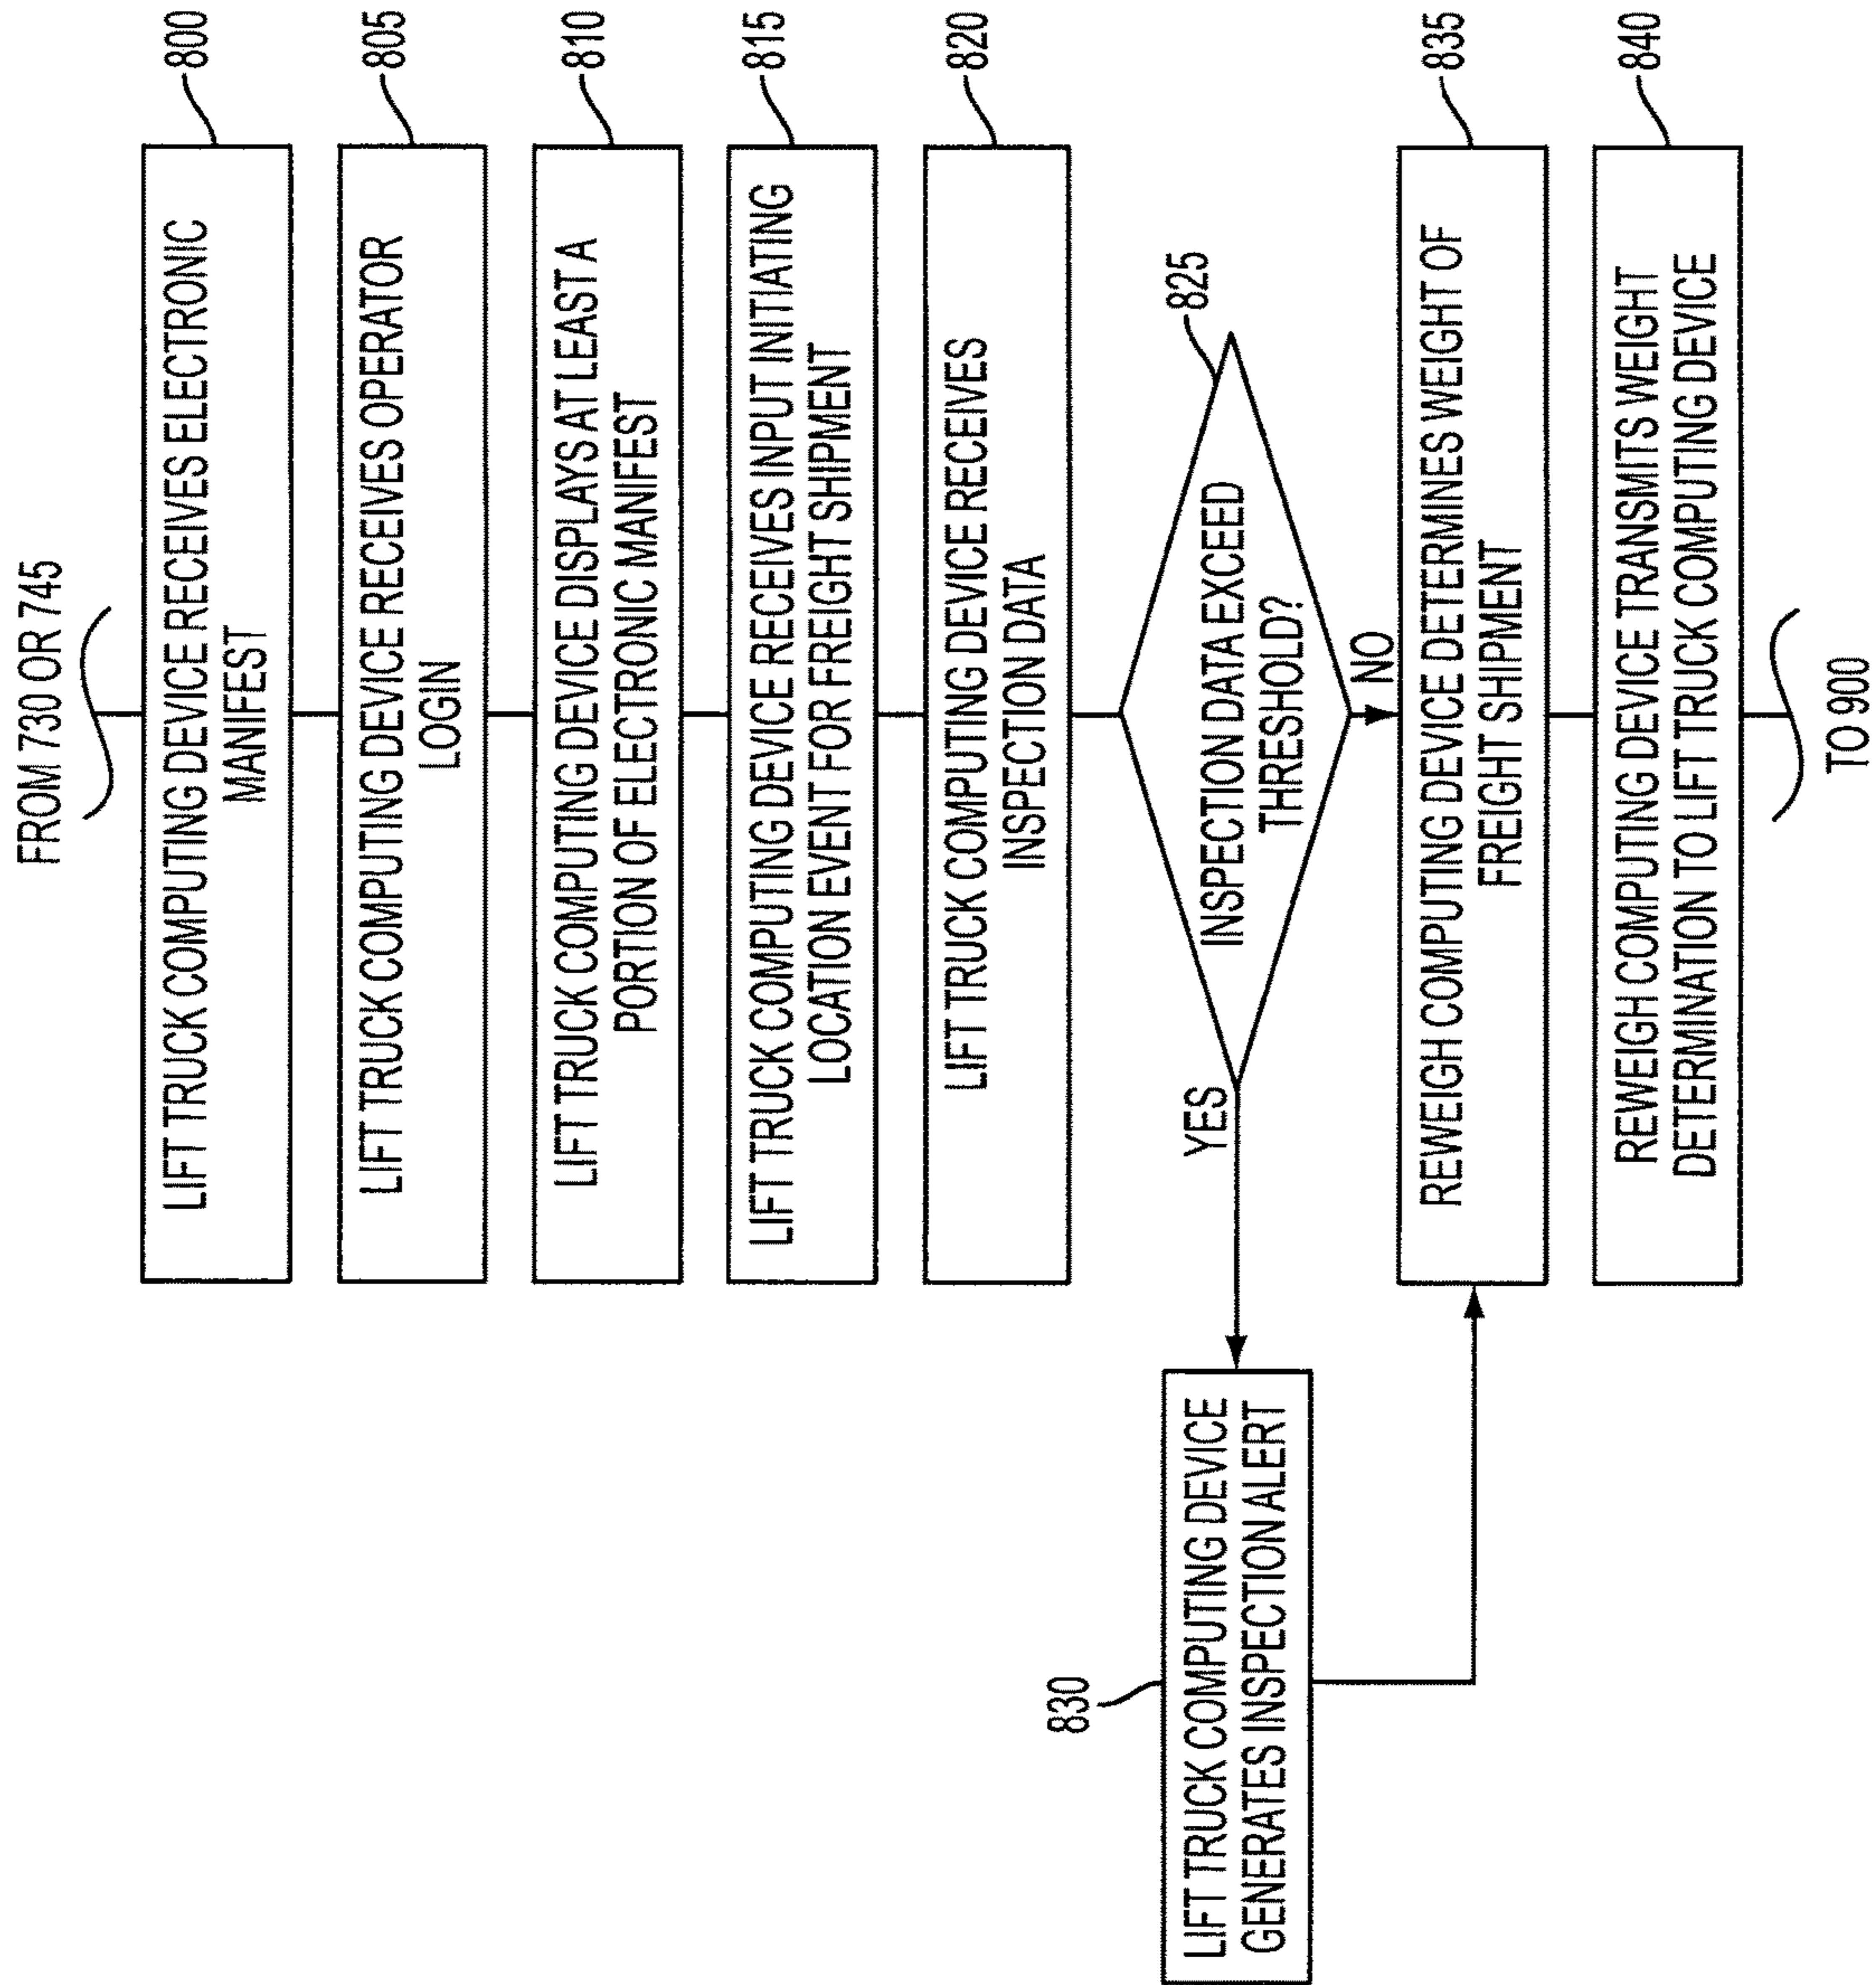 FROM 730 OR 745
LIFT TRUCK COMPUTING DEVICE RECEIVES ELECTRONIC
MANIFEST
800
LIFT TRUCK COMPUTING DEVICE RECEIVES OPERATOR
LOGIN
805
LIFT TRUCK COMPUTING DEVICE DISPLAYS AT LEAST A
PORTION OF ELECTRONIC MANIFEST
810
LIFT TRUCK COMPUTING DEVICE RECEIVES INPUT INITIATING
LOCATION EVENT FOR FREIGHT SHIPMENT
815
LIFT TRUCK COMPUTING DEVICE RECEIVES
INSPECTION DATA
820
INSPECTION DATA EXCEED
THRESHOLD?
825
YES
NO
830
LIFT TRUCK COMPUTING DEVICE
GENERATES INSPECTION ALERT
REWEIGH COMPUTING DEVICE DETERMINES WEIGHT OF
FREIGHT SHIPMENT
835
REWEIGH COMPUTING DEVICE TRANSMITS WEIGHT
DETERMINATION TO LIFT TRUCK COMPUTING DEVICE
840
TO 900